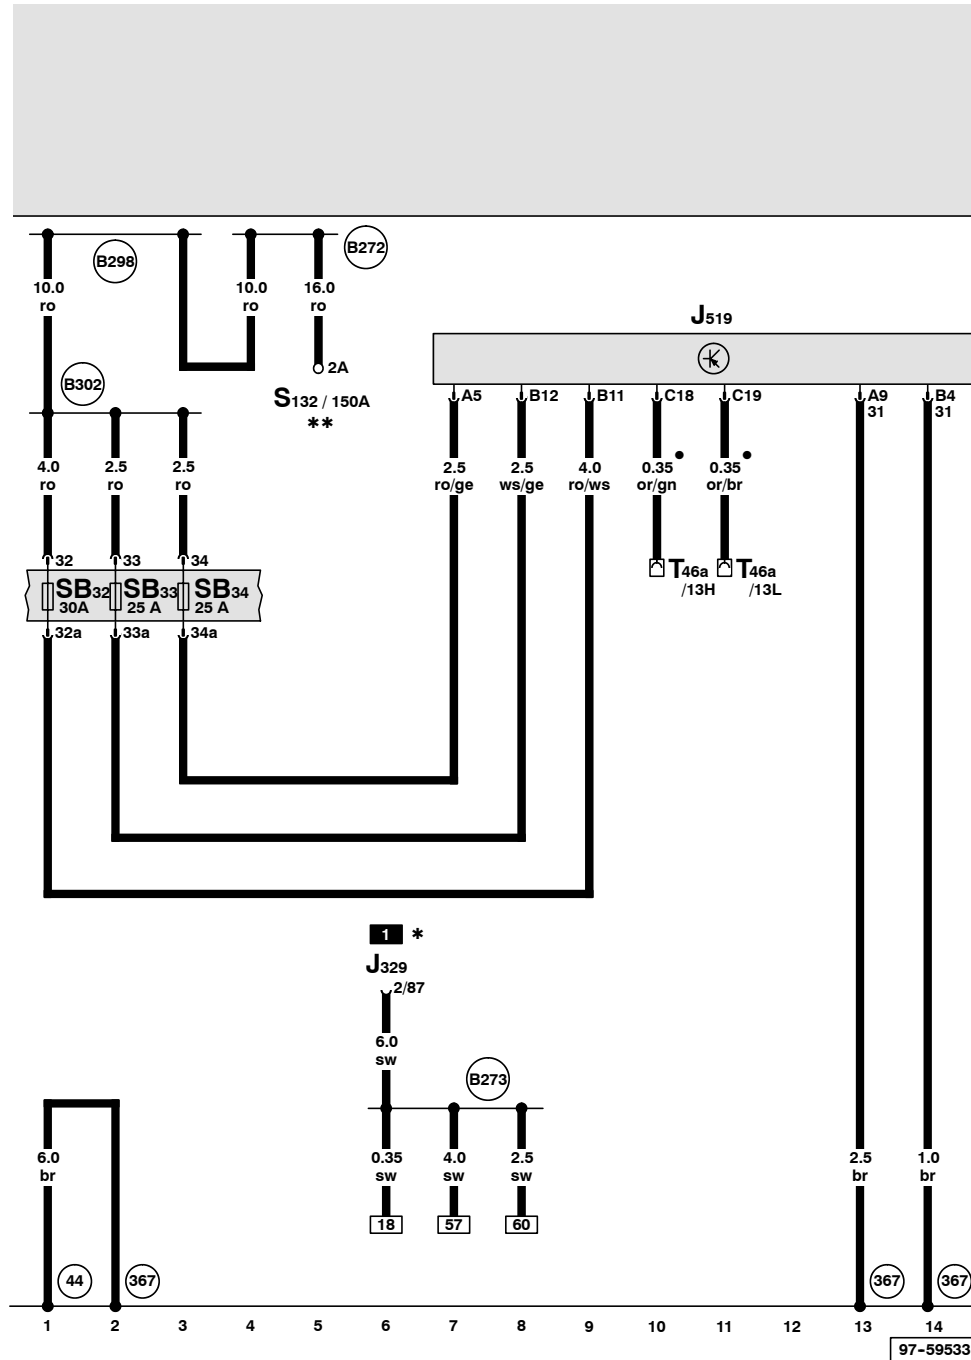 B298
B272
10.0
ro
10.0
ro
16.0
ro
J519
2A
B302
S132 / 150A
**
A5
B12
B11
C18
C19
A9
31
B4
31
4.0
ro
2.5
ro
2.5
ro
2.5
ro/ge
2.5
ws/ge
4.0
ro/ws
0.35
or/gn
0.35
or/br
32
33
34
SB32
30A
SB33
25 A
SB34
25 A
T46a
/13H
T46a
/13L
32a
33a
34a
1 *
J329
2/87
6.0
sw
B273
6.0
br
0.35
sw
4.0
sw
2.5
sw
2.5
br
1.0
br
18
57
60
44
367
367
367
1 2 3 4 5 6 7 8 9 10 11 12 13 14
97-59533